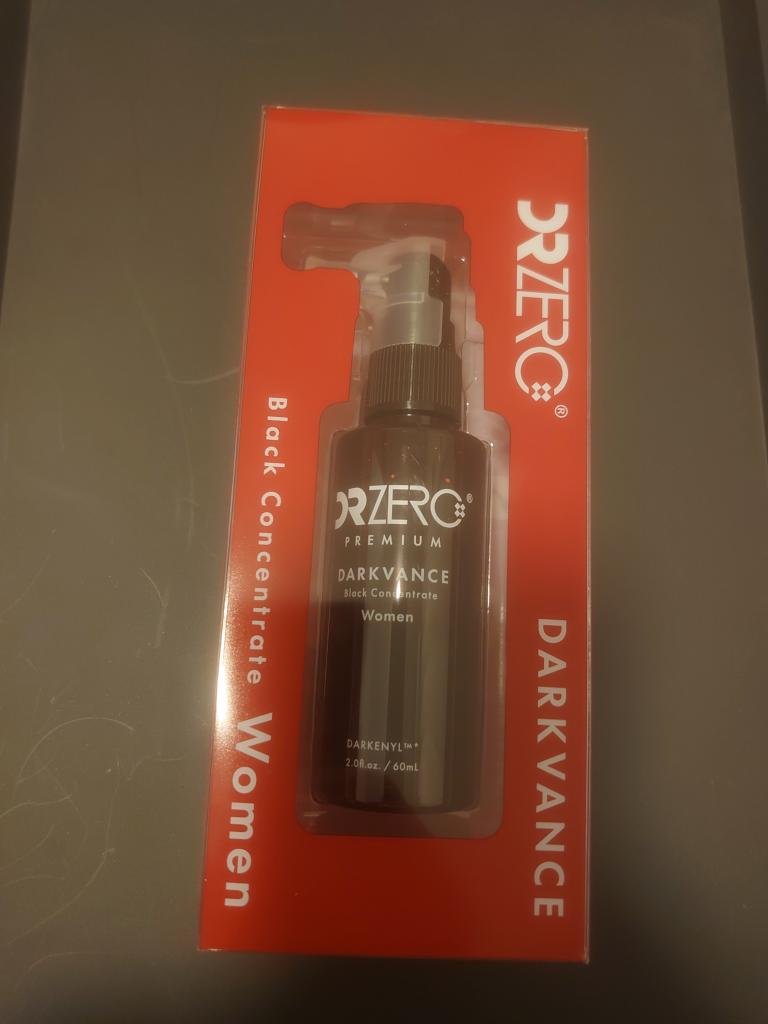 DRZERO®
DARKVANCE
Black Concentrate Women
DRZERO®
PREMIUM
DARKVANCE
Black Concentrate
Women
DARKENYL™*
2.0fl.oz. / 60mL